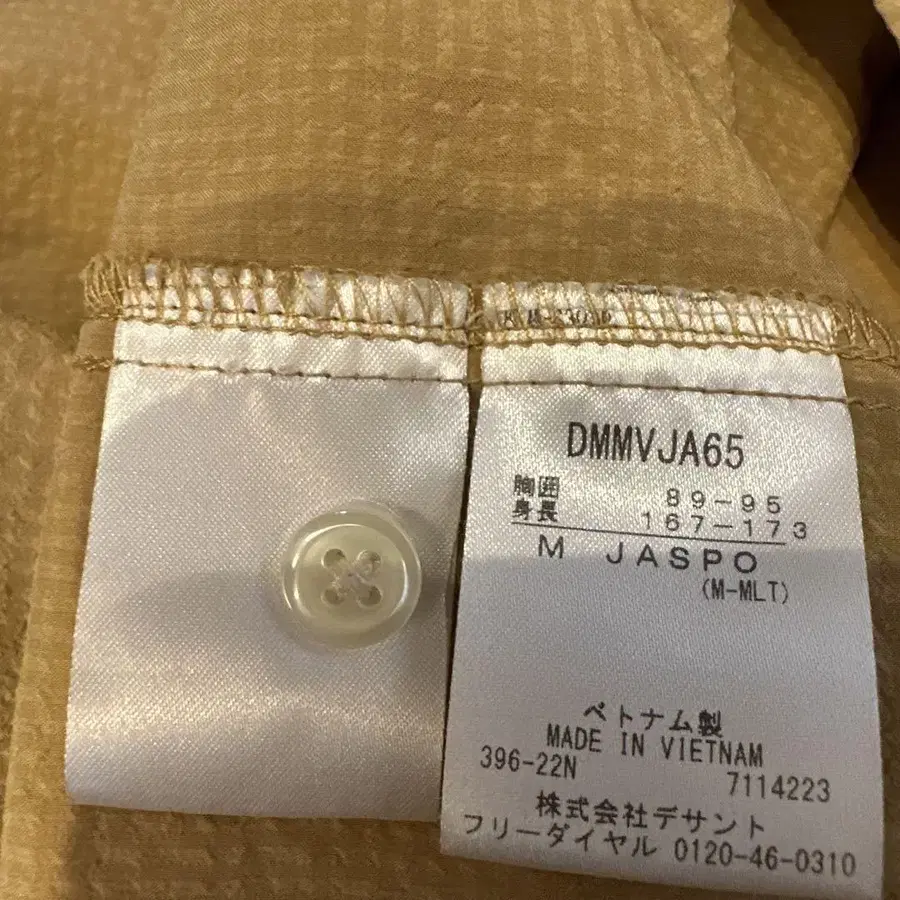 DMMVJA65
胸囲 89-95
身長 167-173
M JASPO
(M-MLT)
ベトナム製
MADE IN VIETNAM
396-22N 7114223
株式会社デサント
フリーダイヤル 0120-46-0310